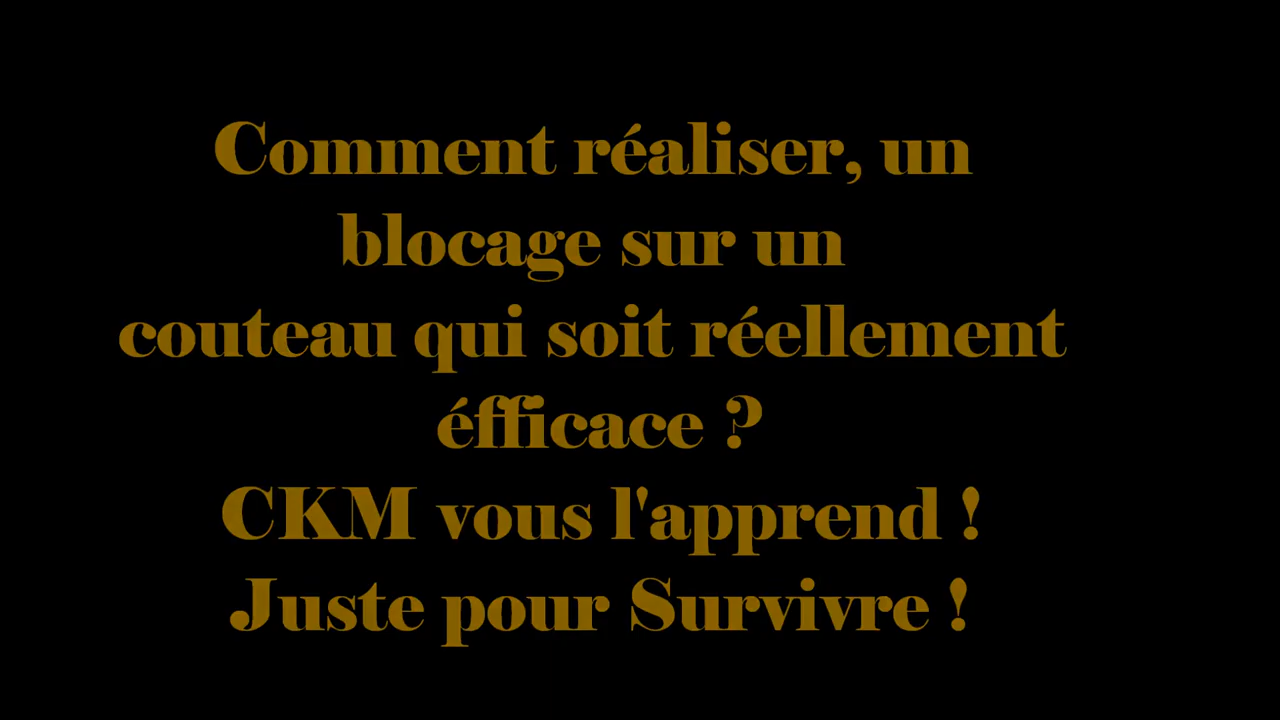 Comment réaliser, un
blocage sur un
couteau qui soit réellement
éfficace ?
CKM vous l'apprend !
Juste pour Survivre !